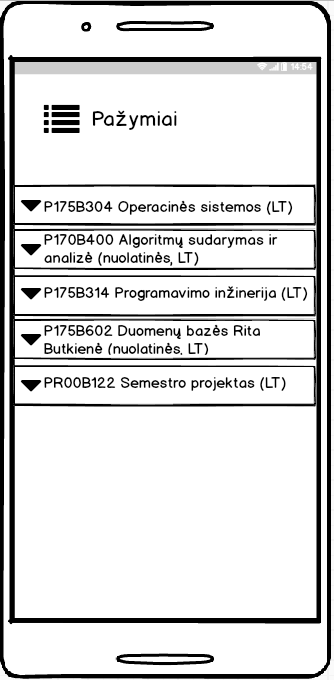 14:54
Pažymiai
P175B304 Operacinės sistemos (LT)
P170B400 Algoritmų sudarymas ir
analizė (nuolatinės, LT)
P175B314 Programavimo inžinerija (LT)
P175B602 Duomenų bazės Rita
Butkienė (nuolatinės, LT)
PR00B122 Semestro projektas (LT)